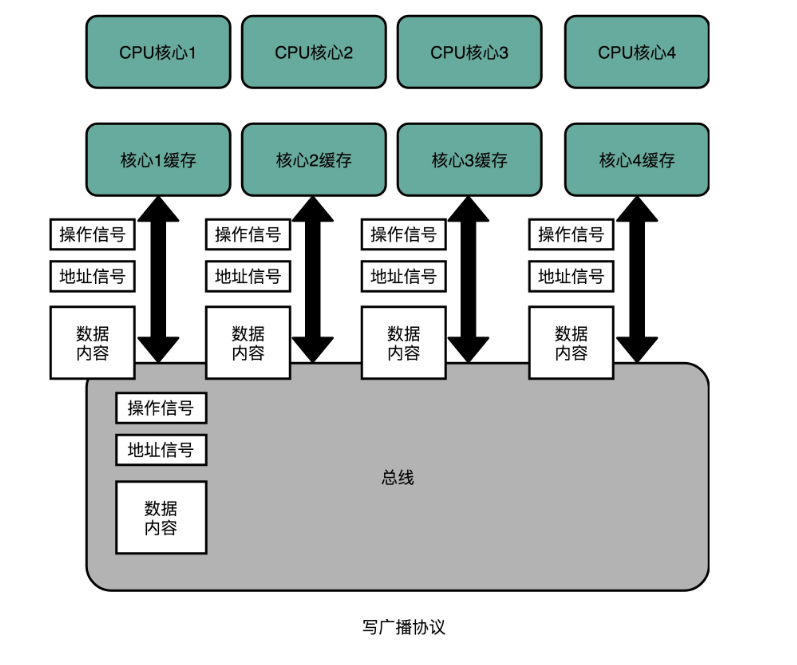 CPU核心1
CPU核心2
CPU核心3
CPU核心4
核心1缓存
核心2缓存
核心3缓存
核心4缓存
操作信号
操作信号
操作信号
操作信号
地址信号
地址信号
地址信号
地址信号
数据
内容
数据
内容
数据
内容
数据
内容
操作信号
地址信号
数据
内容
总线
写广播协议